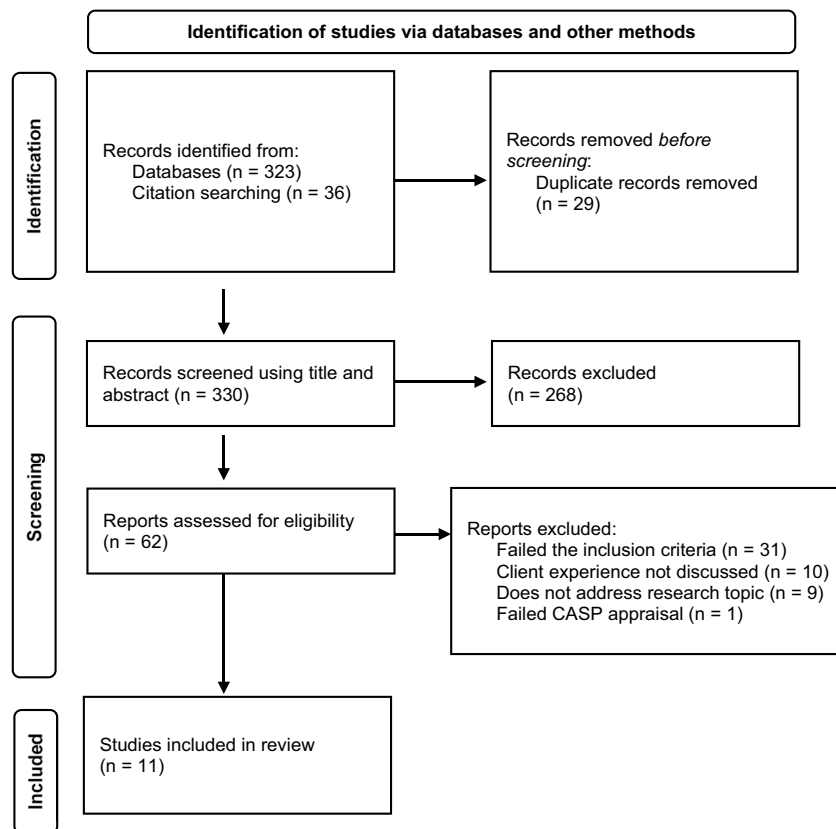 Identification of studies via databases and other methods
Identification
Records identified from:
Databases (n = 323)
Citation searching (n = 36)
Records removed before
screening:
Duplicate records removed
(n = 29)
Screening
Records screened using title and
abstract (n = 330)
Records excluded
(n = 268)
Reports assessed for eligibility
(n = 62)
Reports excluded:
Failed the inclusion criteria (n = 31)
Client experience not discussed (n = 10)
Does not address research topic (n = 9)
Failed CASP appraisal (n = 1)
Included
Studies included in review
(n = 11)